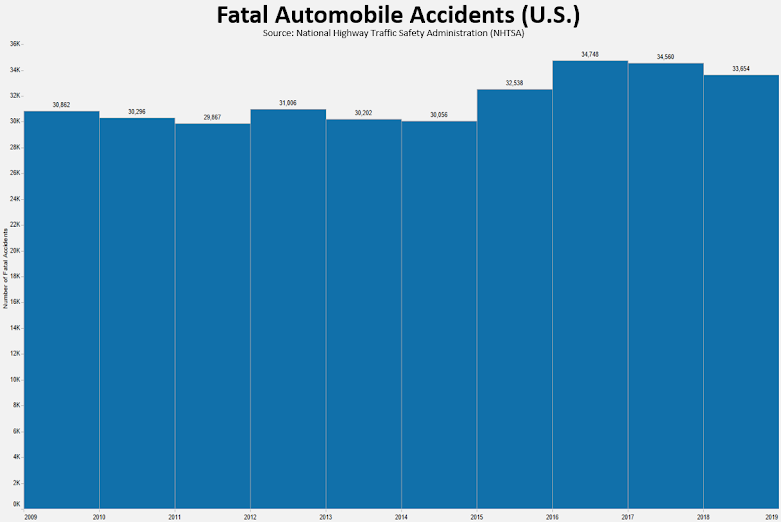 Fatal Automobile Accidents (U.S.)
Source: National Highway Traffic Safety Administration (NHTSA)
Number of Fatal Accidents
36K
34K
32K
30K
28K
26K
24K
22K
20K
18K
16K
14K
12K
10K
8K
6K
4K
2K
0K
30,862
30,296
29,867
31,006
30,202
30,056
32,538
34,748
34,560
33,654
2009
2010
2011
2012
2013
2014
2015
2016
2017
2018
2019